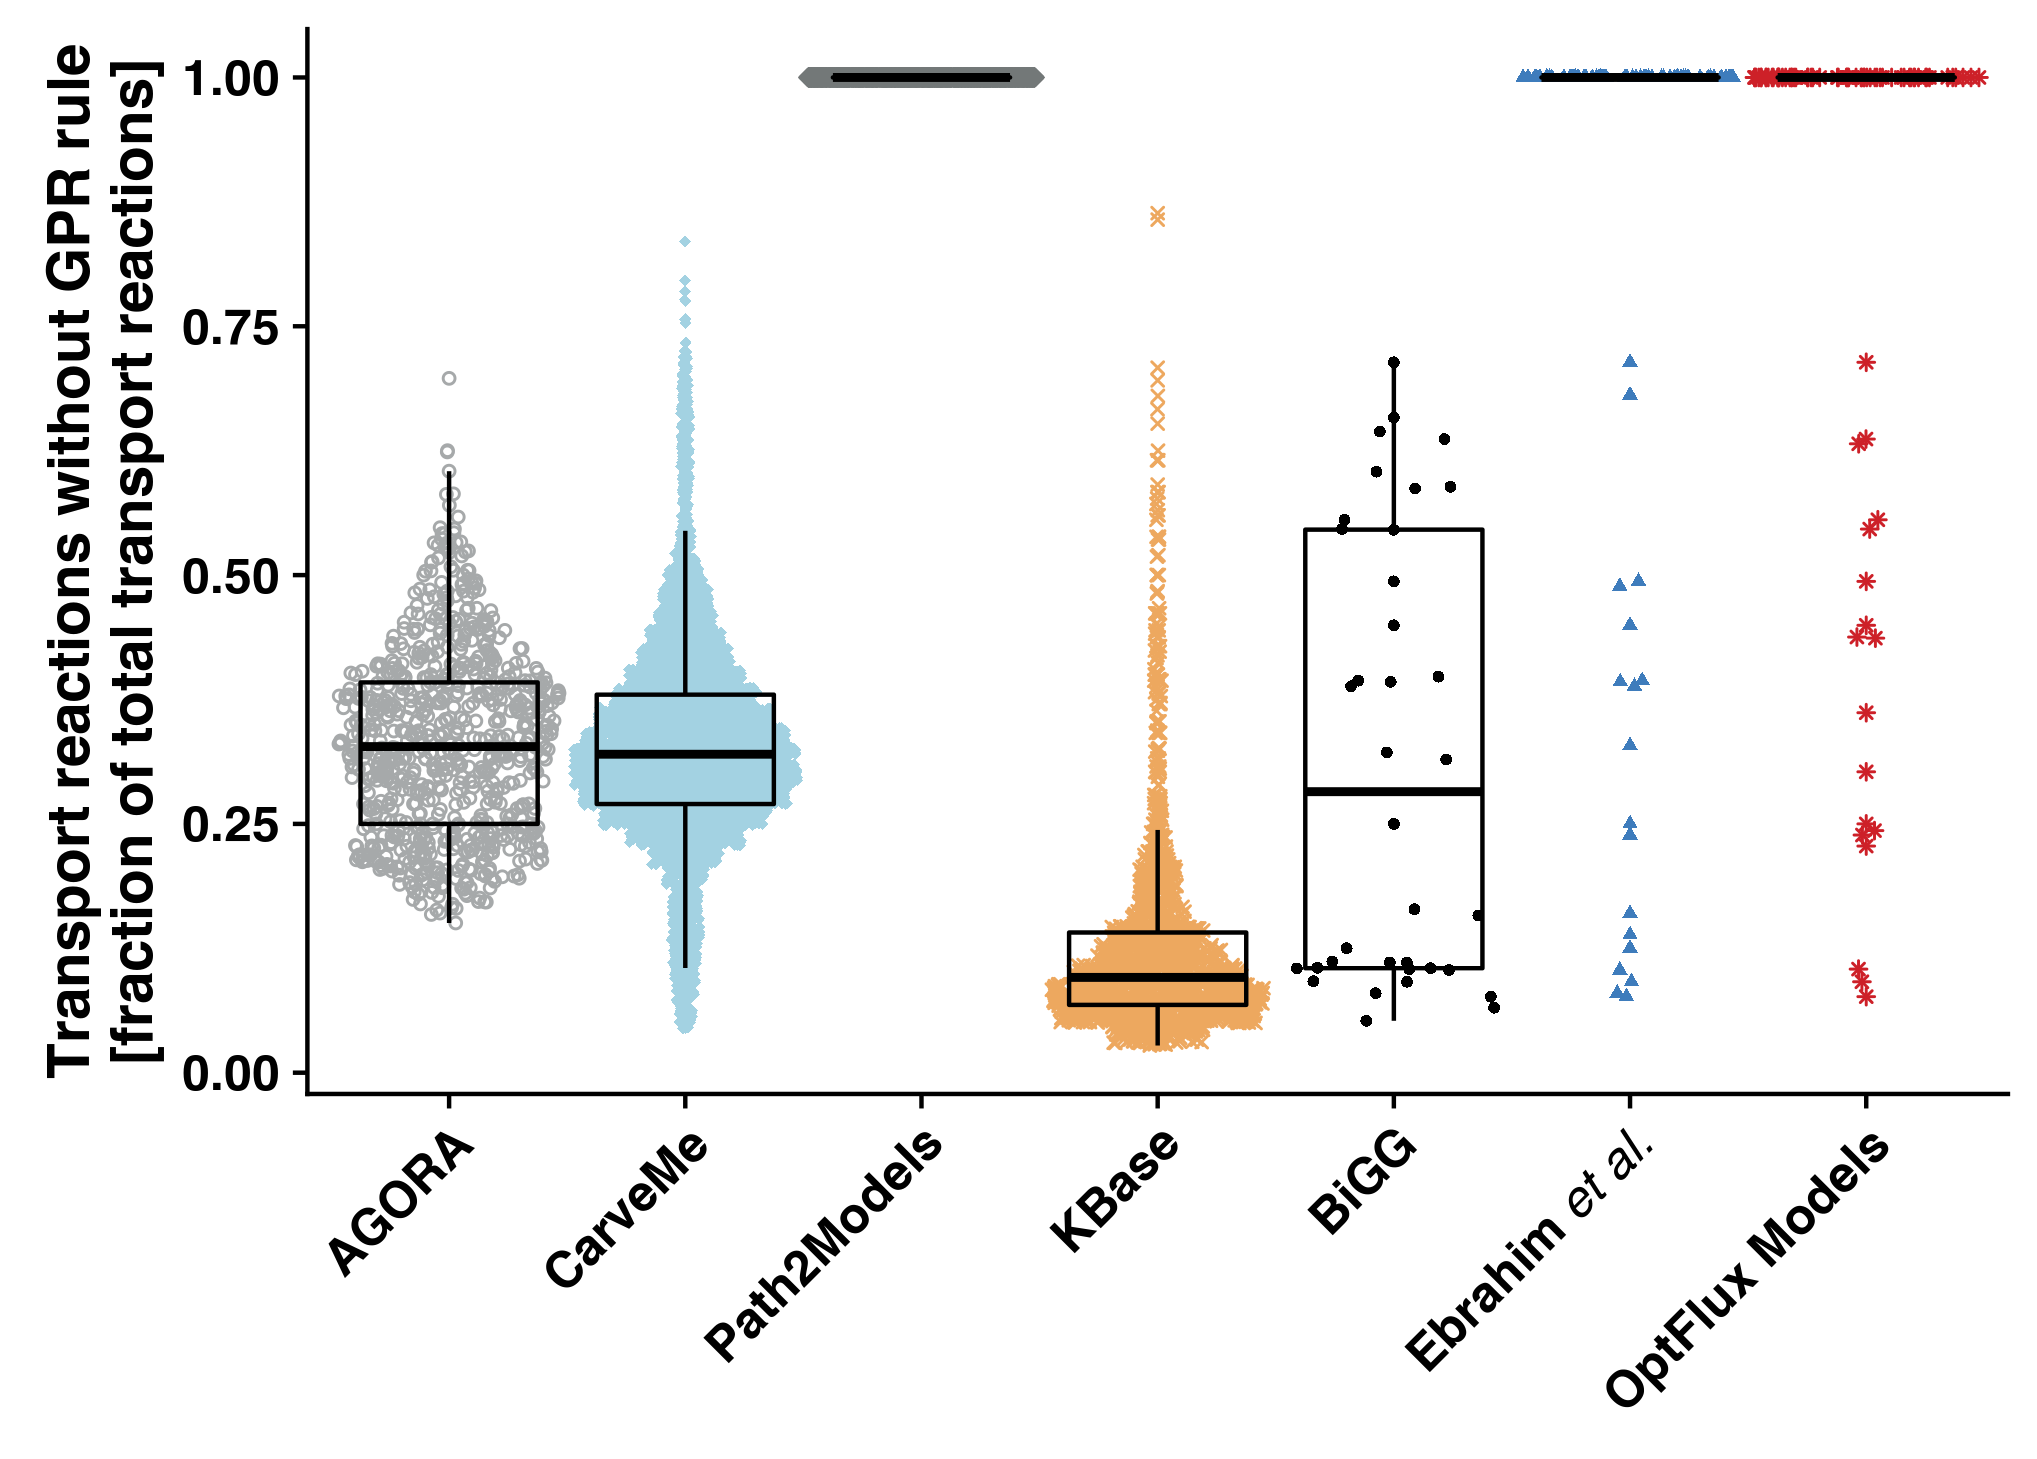 Transport reactions without GPR rule
[fraction of total transport reactions]
1.00
0.75
0.50
0.25
0.00
AGORA
CarveMe
Path2Models
KBase
BiGG
Ebrahim et al.
OptFlux Models